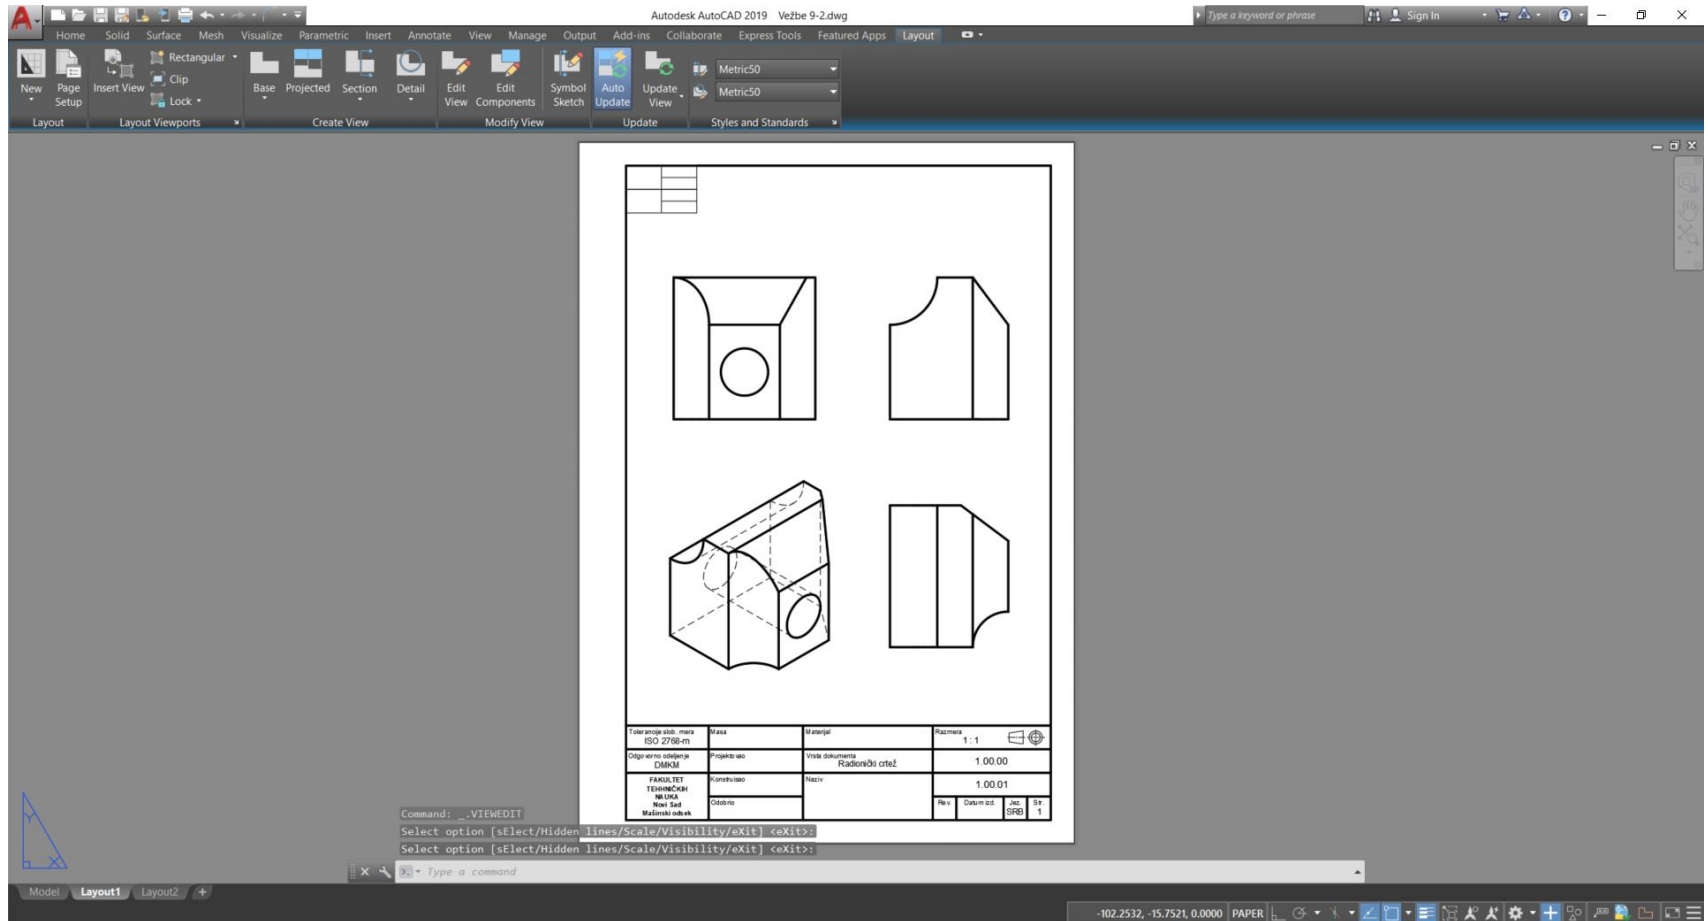 Autodesk AutoCAD 2019 Vežbe 9-2.dwg
Type a keyword or phrase
Sign In
Home Solid Surface Mesh Visualize Parametric Insert Annotate View Manage Output Add-ins Collaborate Express Tools Featured Apps Layout
New
Page Setup
Insert View
Rectangular
Clip
Lock
Base
Projected
Section
Detail
Edit View
Edit Components
Symbol Sketch
Auto Update
Update View
Metric50
Metric50
Layout
Layout Viewports
Create View
Modify View
Update
Styles and Standards
Tolerancije slob. mera
ISO 2768-m
Masa
Materijal
Razmera
1 : 1
Odgovorno odeljenje
DMKM
Projektovao
Vrsta dokumenta
Radionički crtež
1.00.00
FAKULTET
TEHNIČKIH
NAUKA
Novi Sad
Mašinski odsek
Konstruisao
Odobrio
Naziv
1.00.01
Rev.
Datum izd.
Jez.
SRB
Str.
1
Command: _.VIEWEDIT
Select option [sElect/Hidden lines/Scale/Visibility/eXit] <eXit>:
Select option [sElect/Hidden lines/Scale/Visibility/eXit] <eXit>:
Type a command
Y
X
Model Layout1 Layout2 +
-102.2532, -15.7521, 0.0000 PAPER